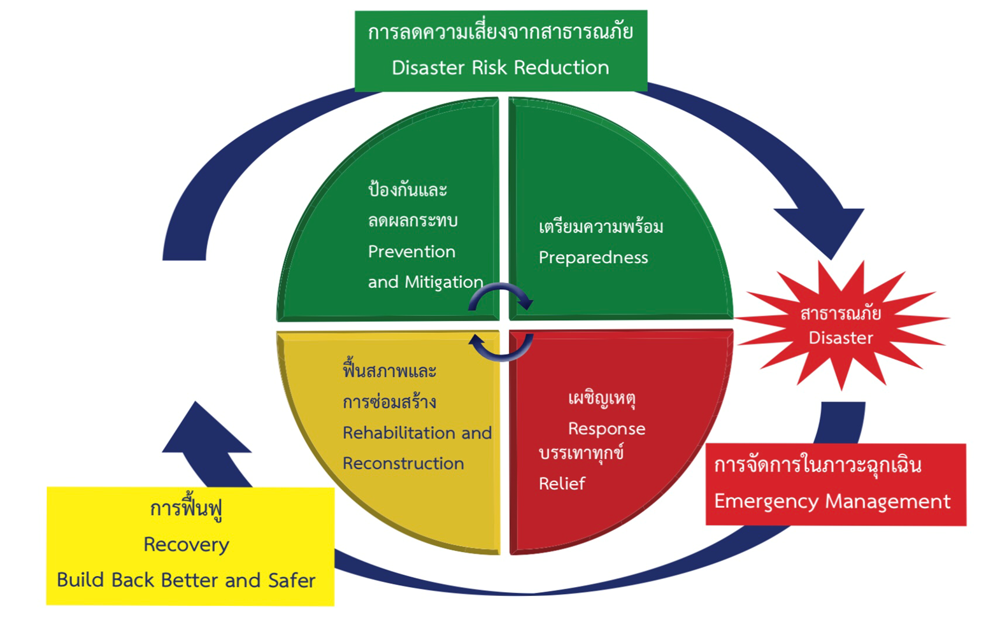 การลดความเสี่ยงจากสาธารณภัย
Disaster Risk Reduction
ป้องกันและ
ลดผลกระทบ
Prevention
and Mitigation
เตรียมความพร้อม
Preparedness
สาธารณภัย
Disaster
ฟื้นสภาพและ
การซ่อมสร้าง
Rehabilitation and
Reconstruction
เผชิญเหตุ
Response
บรรเทาทุกข์
Relief
การจัดการในภาวะฉุกเฉิน
Emergency Management
การฟื้นฟู
Recovery
Build Back Better and Safer